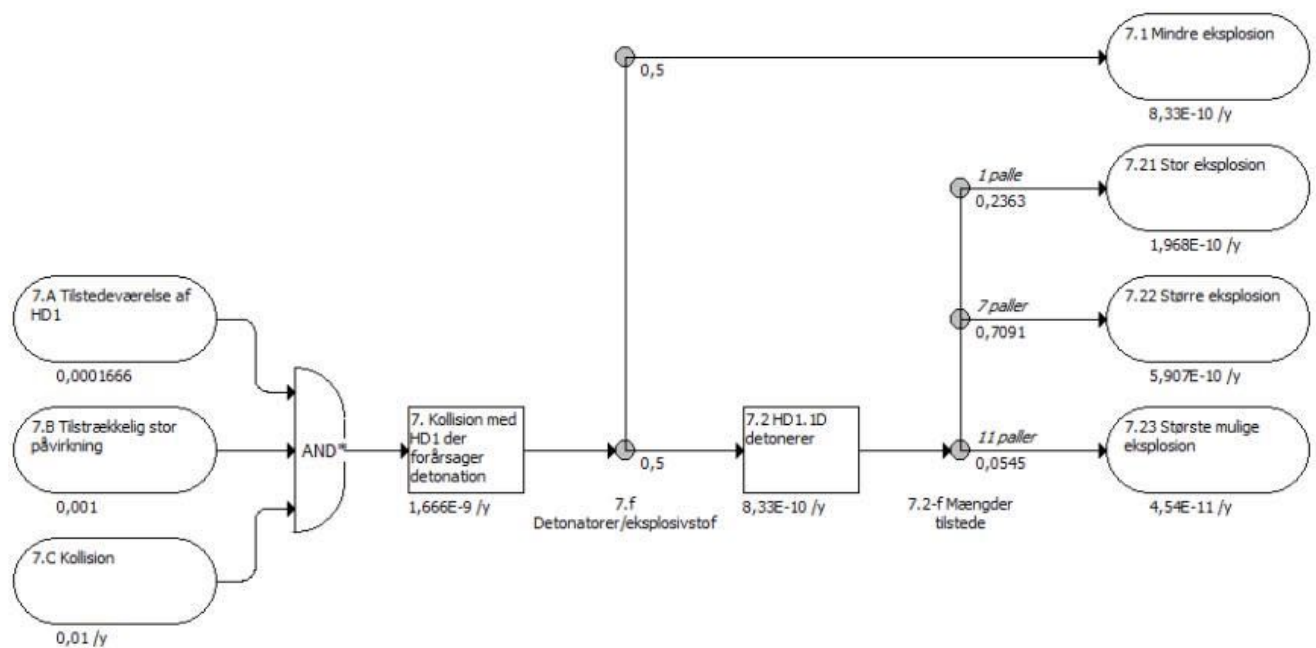 7.1 Mindre eksplosion
0,5
8,33E-10 /y
1 palle
0,2363
7.21 Stor eksplosion
1,968E-10 /y
7 paller
0,7091
7.22 Større eksplosion
5,907E-10 /y
7.A Tilstedeværelse af
HD1
0,0001666
7.B Tilstrækkelig stor
påvirkning
0,001
7.C Kollision
0,01 /y
AND*
7. Kollision med
HD1 der
forårsager
detonation
1,666E-9 /y
0,5
7.f
Detonatorer/eksplosivstof
7.2 HD1.1D
detonerer
8,33E-10 /y
11 paller
0,0545
7.2-f Mængder
tilstede
7.23 Største mulige
eksplosion
4,54E-11 /y